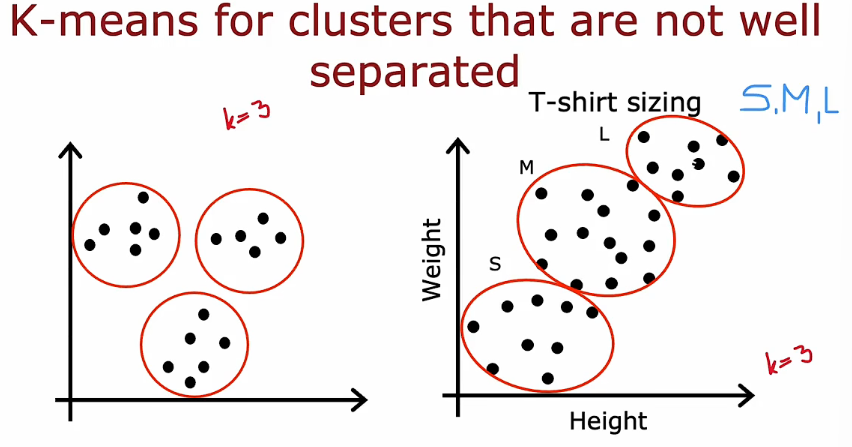 K-means for clusters that are not well
separated
k=3
T-shirt sizing
S,M,L
L
M
S
Weight
Height
k=3